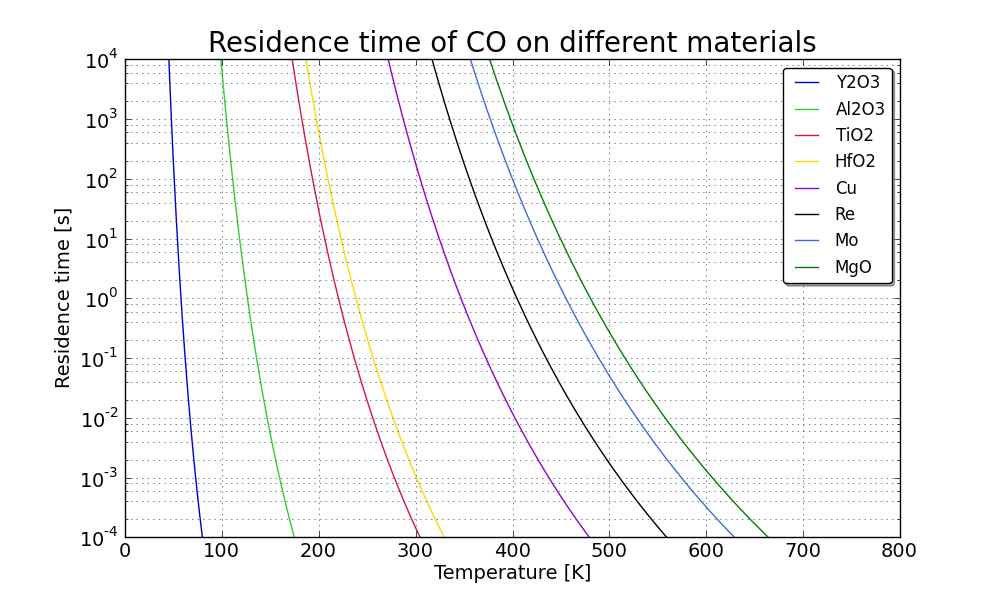 Residence time of CO on different materials
10^4
10^3
10^2
10^1
10^0
10^-1
10^-2
10^-3
10^-4
Residence time [s]
Y2O3
Al2O3
TiO2
HfO2
Cu
Re
Mo
MgO
0 100 200 300 400 500 600 700 800
Temperature [K]